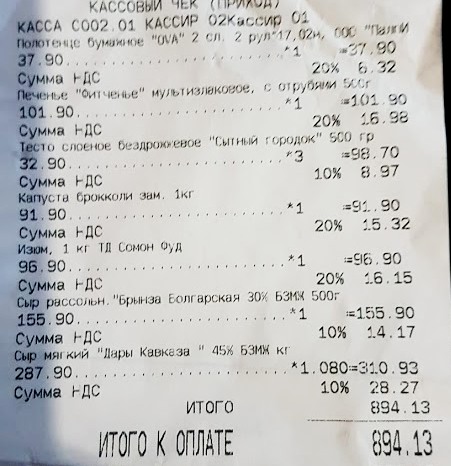 КАССОВЫЙ ЧЕК (ПРИХОД)
КАССА СО02.01 КАССИР 02Кассир 01
Полотенце бумажное "OVA" 2 сл. 2 рул*17,02м, ООО "ПАЛПИ
37.90..............................*1 =37.90
Сумма НДС 20% 6.32
Печенье "Фитченье" мультизлаковое, с отрубями 500г
101.90.............................*1 =101.90
Сумма НДС 20% 16.98
Тесто слоеное бездрожжевое "Сытный городок" 500 гр
32.90..............................*3 =98.70
Сумма НДС 10% 8.97
Капуста брокколи зам. 1кг
91.90..............................*1 =91.90
Сумма НДС 20% 15.32
Изюм, 1 кг ТД Сомон Фуд
96.90..............................*1 =96.90
Сумма НДС 20% 16.15
Сыр рассольн."Брынза Болгарская 30% БЗМЖ 500г
155.90.............................*1 =155.90
Сумма НДС 10% 14.17
Сыр мягкий "Дары Кавказа " 45% БЗМЖ кг
287.90.............................*1.080=310.93
Сумма НДС 10% 28.27
ИТОГО 894.13
ИТОГО К ОПЛАТЕ 894.13